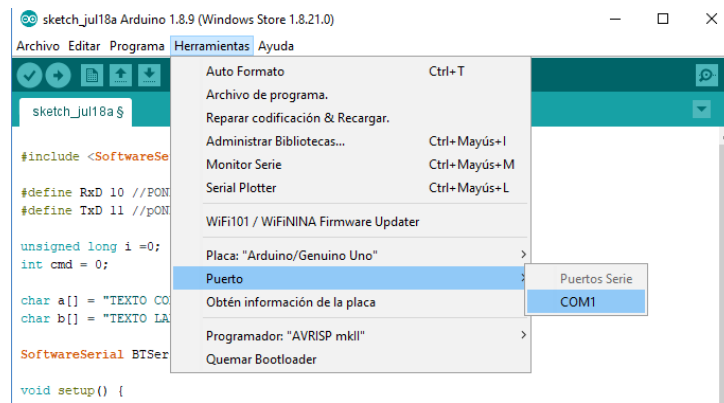 sketch_jul18a Arduino 1.8.9 (Windows Store 1.8.21.0)
Archivo Editar Programa Herramientas Ayuda
sketch_jul18a §
Auto Formato Ctrl+T
Archivo de programa.
Reparar codificación & Recargar.
Administrar Bibliotecas... Ctrl+Mayús+I
Monitor Serie Ctrl+Mayús+M
Serial Plotter Ctrl+Mayús+L
WiFi101 / WiFiNINA Firmware Updater
Placa: "Arduino/Genuino Uno"
Puerto
Obtén información de la placa
Programador: "AVRISP mkII"
Quemar Bootloader
Puertos Serie
COM1
#include <SoftwareSe
#define RxD 10 //PON
#define TxD 11 //pON
unsigned long i =0;
int cmd = 0;
char a[] = "TEXTO CO
char b[] = "TEXTO LA
SoftwareSerial BTSer
void setup() {